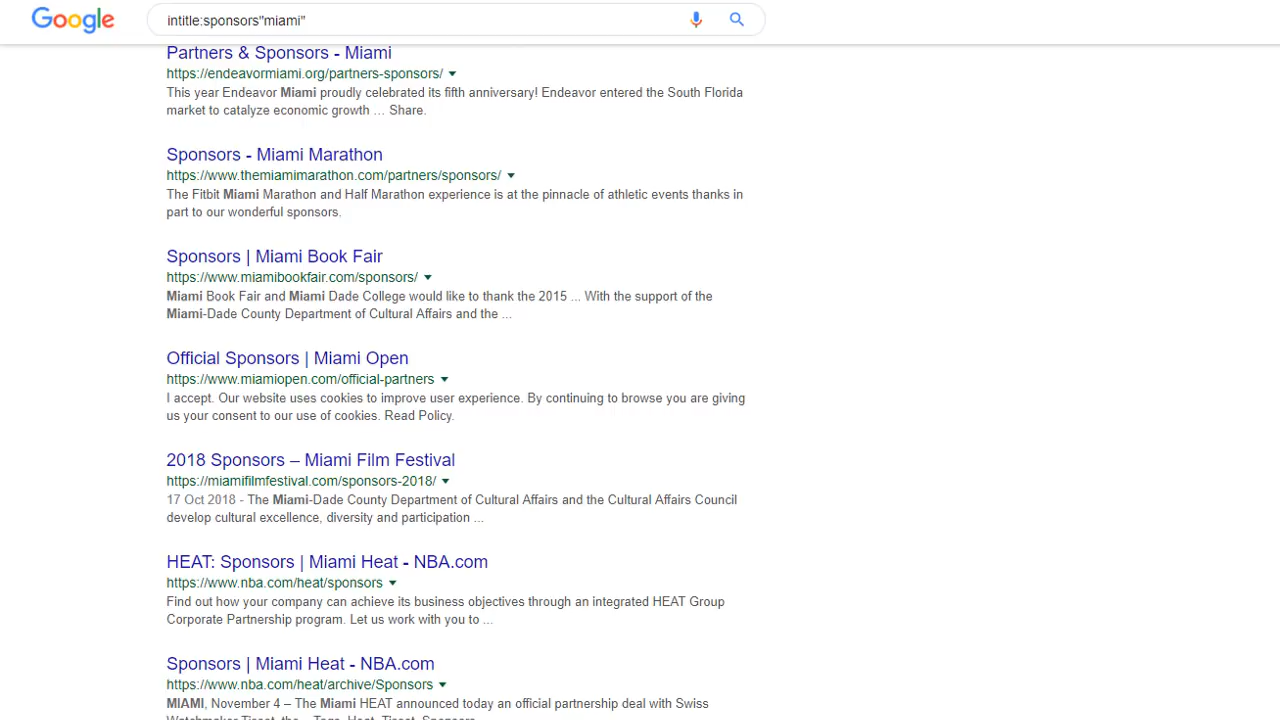 Google
intitle:sponsors"miami"
Partners & Sponsors - Miami
https://endeavormiami.org/partners-sponsors/
This year Endeavor Miami proudly celebrated its fifth anniversary! Endeavor entered the South Florida
market to catalyze economic growth ... Share.
Sponsors - Miami Marathon
https://www.themiamimarathon.com/partners/sponsors/
The Fitbit Miami Marathon and Half Marathon experience is at the pinnacle of athletic events thanks in
part to our wonderful sponsors.
Sponsors | Miami Book Fair
https://www.miamibookfair.com/sponsors/
Miami Book Fair and Miami Dade College would like to thank the 2015 ... With the support of the
Miami-Dade County Department of Cultural Affairs and the ...
Official Sponsors | Miami Open
https://www.miamiopen.com/official-partners
I accept. Our website uses cookies to improve user experience. By continuing to browse you are giving
us your consent to our use of cookies. Read Policy.
2018 Sponsors – Miami Film Festival
https://miamifilmfestival.com/sponsors-2018/
17 Oct 2018 - The Miami-Dade County Department of Cultural Affairs and the Cultural Affairs Council
develop cultural excellence, diversity and participation ...
HEAT: Sponsors | Miami Heat - NBA.com
https://www.nba.com/heat/sponsors
Find out how your company can achieve its business objectives through an integrated HEAT Group
Corporate Partnership program. Let us work with you to ...
Sponsors | Miami Heat - NBA.com
https://www.nba.com/heat/archive/Sponsors
MIAMI, November 4 – The Miami HEAT announced today an official partnership deal with Swiss
Watchmaker Tissot, the ... Tags. Heat, Tissot, Sponsors